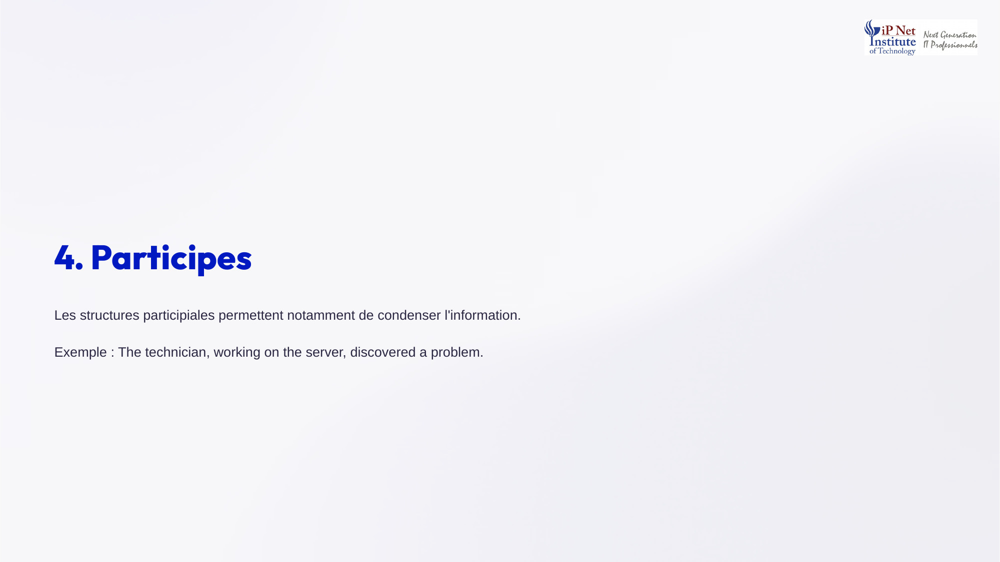 iP Net
Institute
of Technology
Next Generation
IT Professionnels
4. Participes
Les structures participiales permettent notamment de condenser l'information.
Exemple : The technician, working on the server, discovered a problem.